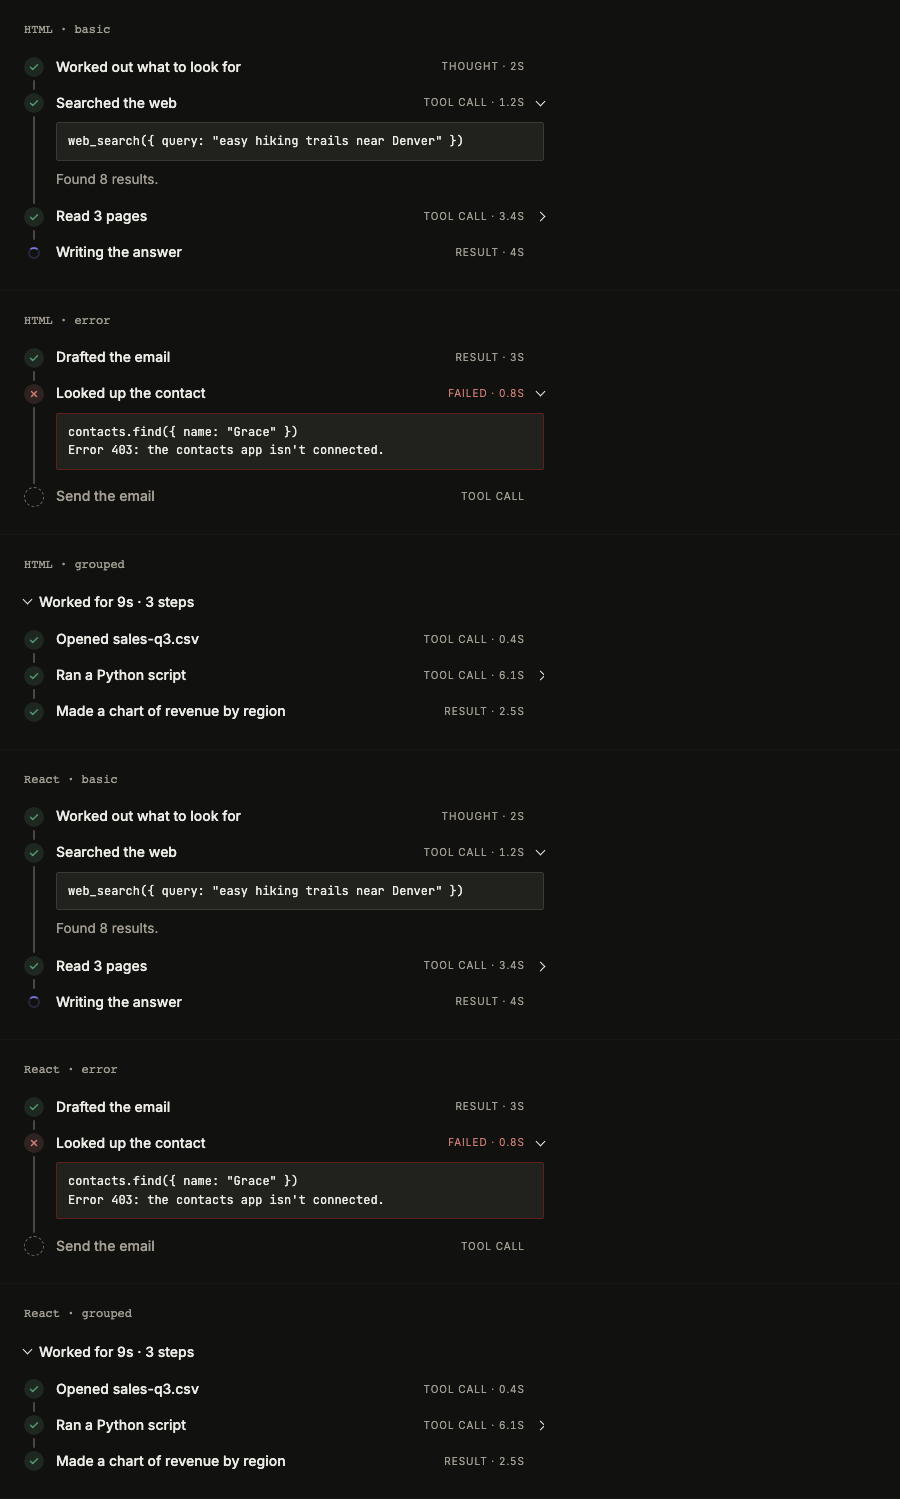 HTML • basic
Worked out what to look for THOUGHT · 2S
Searched the web TOOL CALL · 1.2S
web_search({ query: "easy hiking trails near Denver" })
Found 8 results.
Read 3 pages TOOL CALL · 3.4S
Writing the answer RESULT · 4S
HTML • error
Drafted the email RESULT · 3S
Looked up the contact FAILED · 0.8S
contacts.find({ name: "Grace" })
Error 403: the contacts app isn't connected.
Send the email TOOL CALL
HTML • grouped
Worked for 9s · 3 steps
Opened sales-q3.csv TOOL CALL · 0.4S
Ran a Python script TOOL CALL · 6.1S
Made a chart of revenue by region RESULT · 2.5S
React • basic
Worked out what to look for THOUGHT · 2S
Searched the web TOOL CALL · 1.2S
web_search({ query: "easy hiking trails near Denver" })
Found 8 results.
Read 3 pages TOOL CALL · 3.4S
Writing the answer RESULT · 4S
React • error
Drafted the email RESULT · 3S
Looked up the contact FAILED · 0.8S
contacts.find({ name: "Grace" })
Error 403: the contacts app isn't connected.
Send the email TOOL CALL
React • grouped
Worked for 9s · 3 steps
Opened sales-q3.csv TOOL CALL · 0.4S
Ran a Python script TOOL CALL · 6.1S
Made a chart of revenue by region RESULT · 2.5S